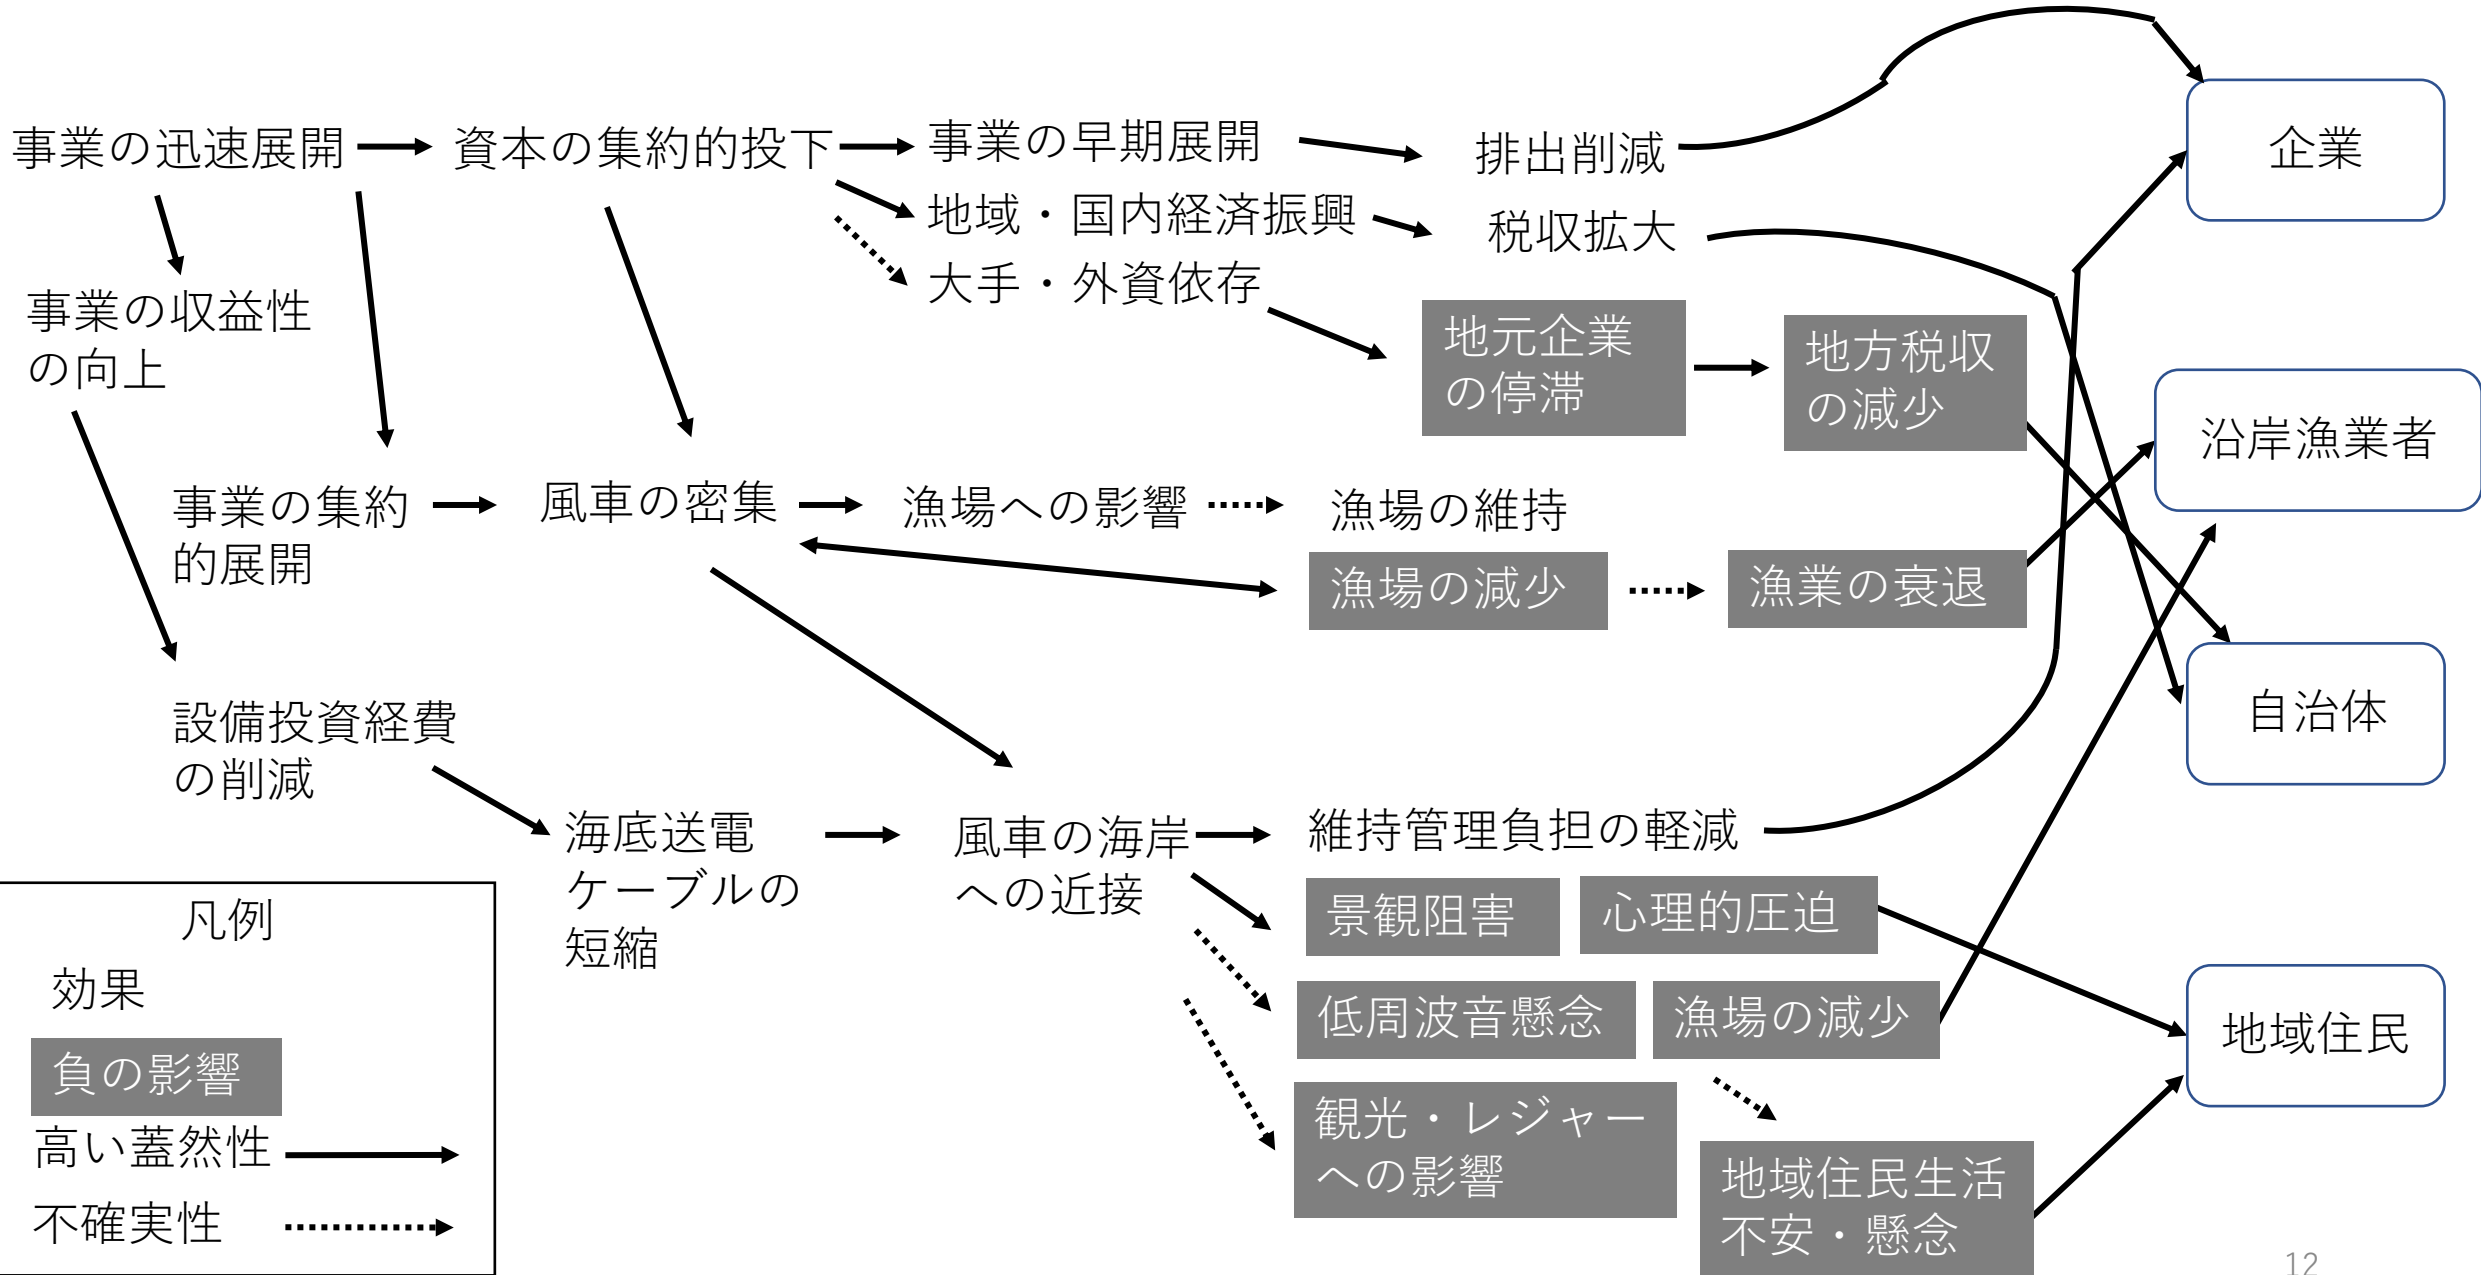 事業の迅速展開
資本の集約的投下
事業の早期展開
排出削減
企業
地域・国内経済振興
税収拡大
大手・外資依存
事業の収益性
の向上
地元企業
の停滞
地方税収
の減少
沿岸漁業者
事業の集約
的展開
風車の密集
漁場への影響
漁場の維持
漁場の減少
漁業の衰退
自治体
設備投資経費
の削減
海底送電
ケーブルの
短縮
風車の海岸
への近接
維持管理負担の軽減
景観阻害
心理的圧迫
低周波音懸念
漁場の減少
地域住民
観光・レジャー
への影響
地域住民生活
不安・懸念
凡例
効果
負の影響
高い蓋然性
不確実性
12